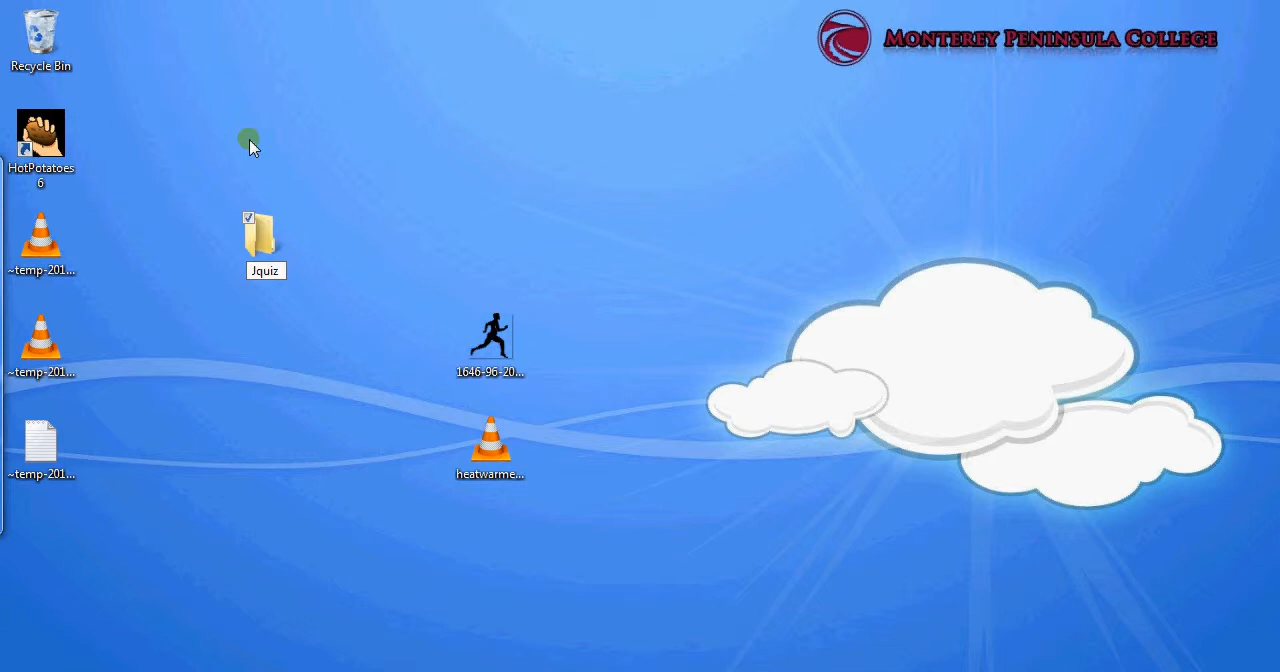 MONTEREY PENINSULA COLLEGE
Recycle Bin
HotPotatoes
6
~temp-201...
~temp-201...
~temp-201...
Jquiz
1646-96-20...
heatwarme...